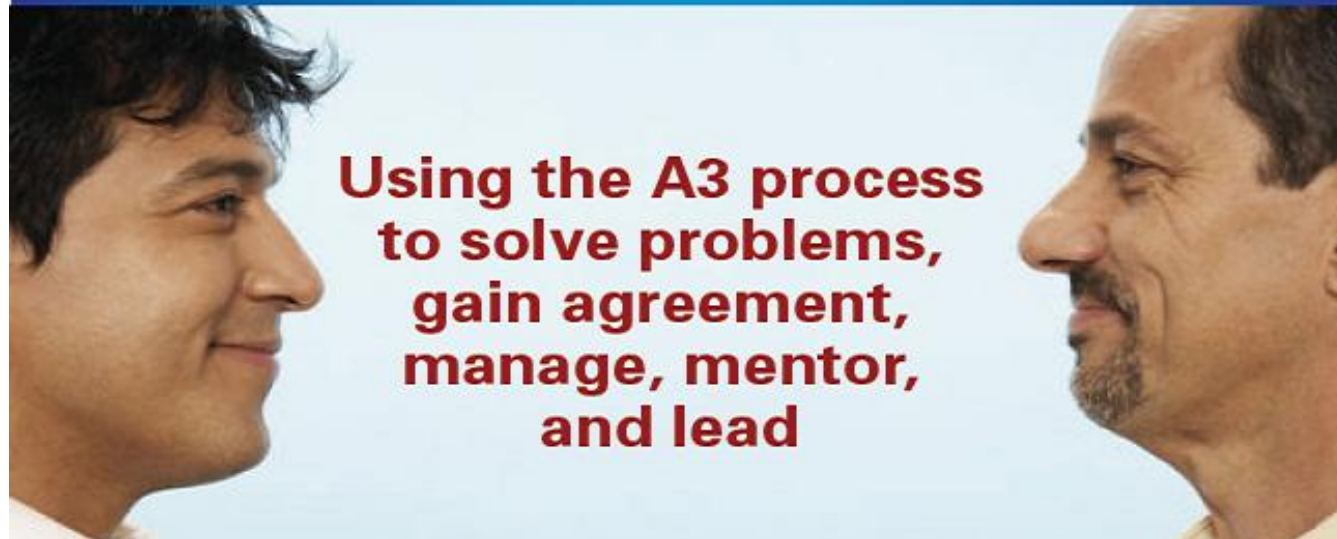 Using the A3 process
to solve problems,
gain agreement,
manage, mentor,
and lead